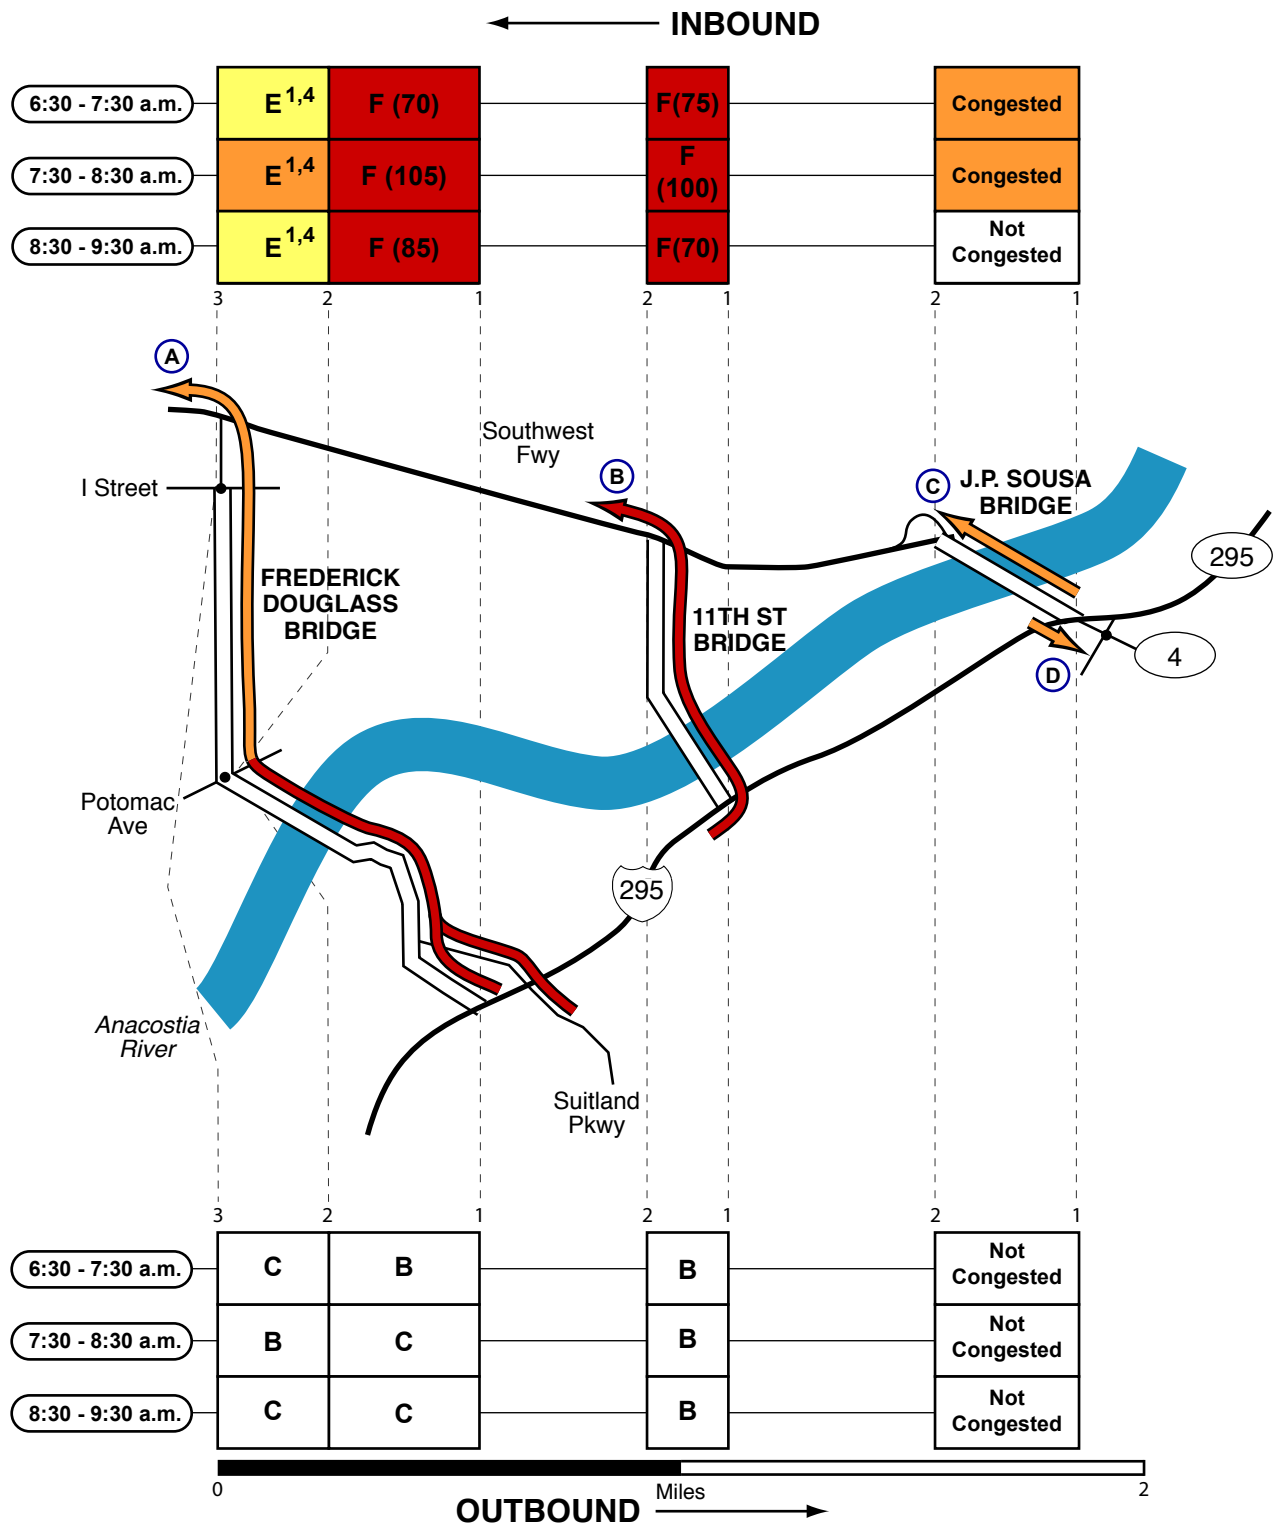 INBOUND
6:30 - 7:30 a.m.
E 1,4
F (70)
F(75)
Congested
7:30 - 8:30 a.m.
E 1,4
F (105)
F
(100)
Congested
8:30 - 9:30 a.m.
E 1,4
F (85)
F(70)
Not
Congested
3 2 1 2 1 2 1
A
Southwest
Fwy
B
C
J.P. SOUSA
BRIDGE
I Street
295
FREDERICK
DOUGLASS
BRIDGE
11TH ST
BRIDGE
4
D
Potomac
Ave
295
Anacostia
River
Suitland
Pkwy
3 2 1 2 1 2 1
6:30 - 7:30 a.m.
C
B
B
Not
Congested
7:30 - 8:30 a.m.
B
C
B
Not
Congested
8:30 - 9:30 a.m.
C
C
B
Not
Congested
0 Miles 2
OUTBOUND